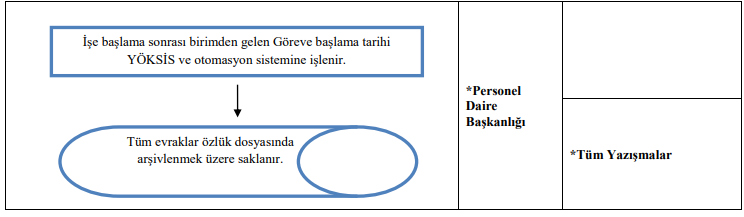 İşe başlama sonrası birimden gelen Göreve başlama tarihi
YÖKSİS ve otomasyon sistemine işlenir.
Tüm evraklar özlük dosyasında
arşivlenmek üzere saklanır.
*Personel
Daire
Başkanlığı
*Tüm Yazışmalar